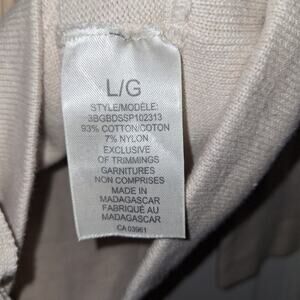 L/G
STYLE/MODÈLE:
3BGBDSSP102313
93% COTTON/COTON
7% NYLON
EXCLUSIVE
OF TRIMMINGS
GARNITURES
NON COMPRISES
MADE IN
MADAGASCAR
FABRIQUÉ AU
MADAGASCAR
CA 03961